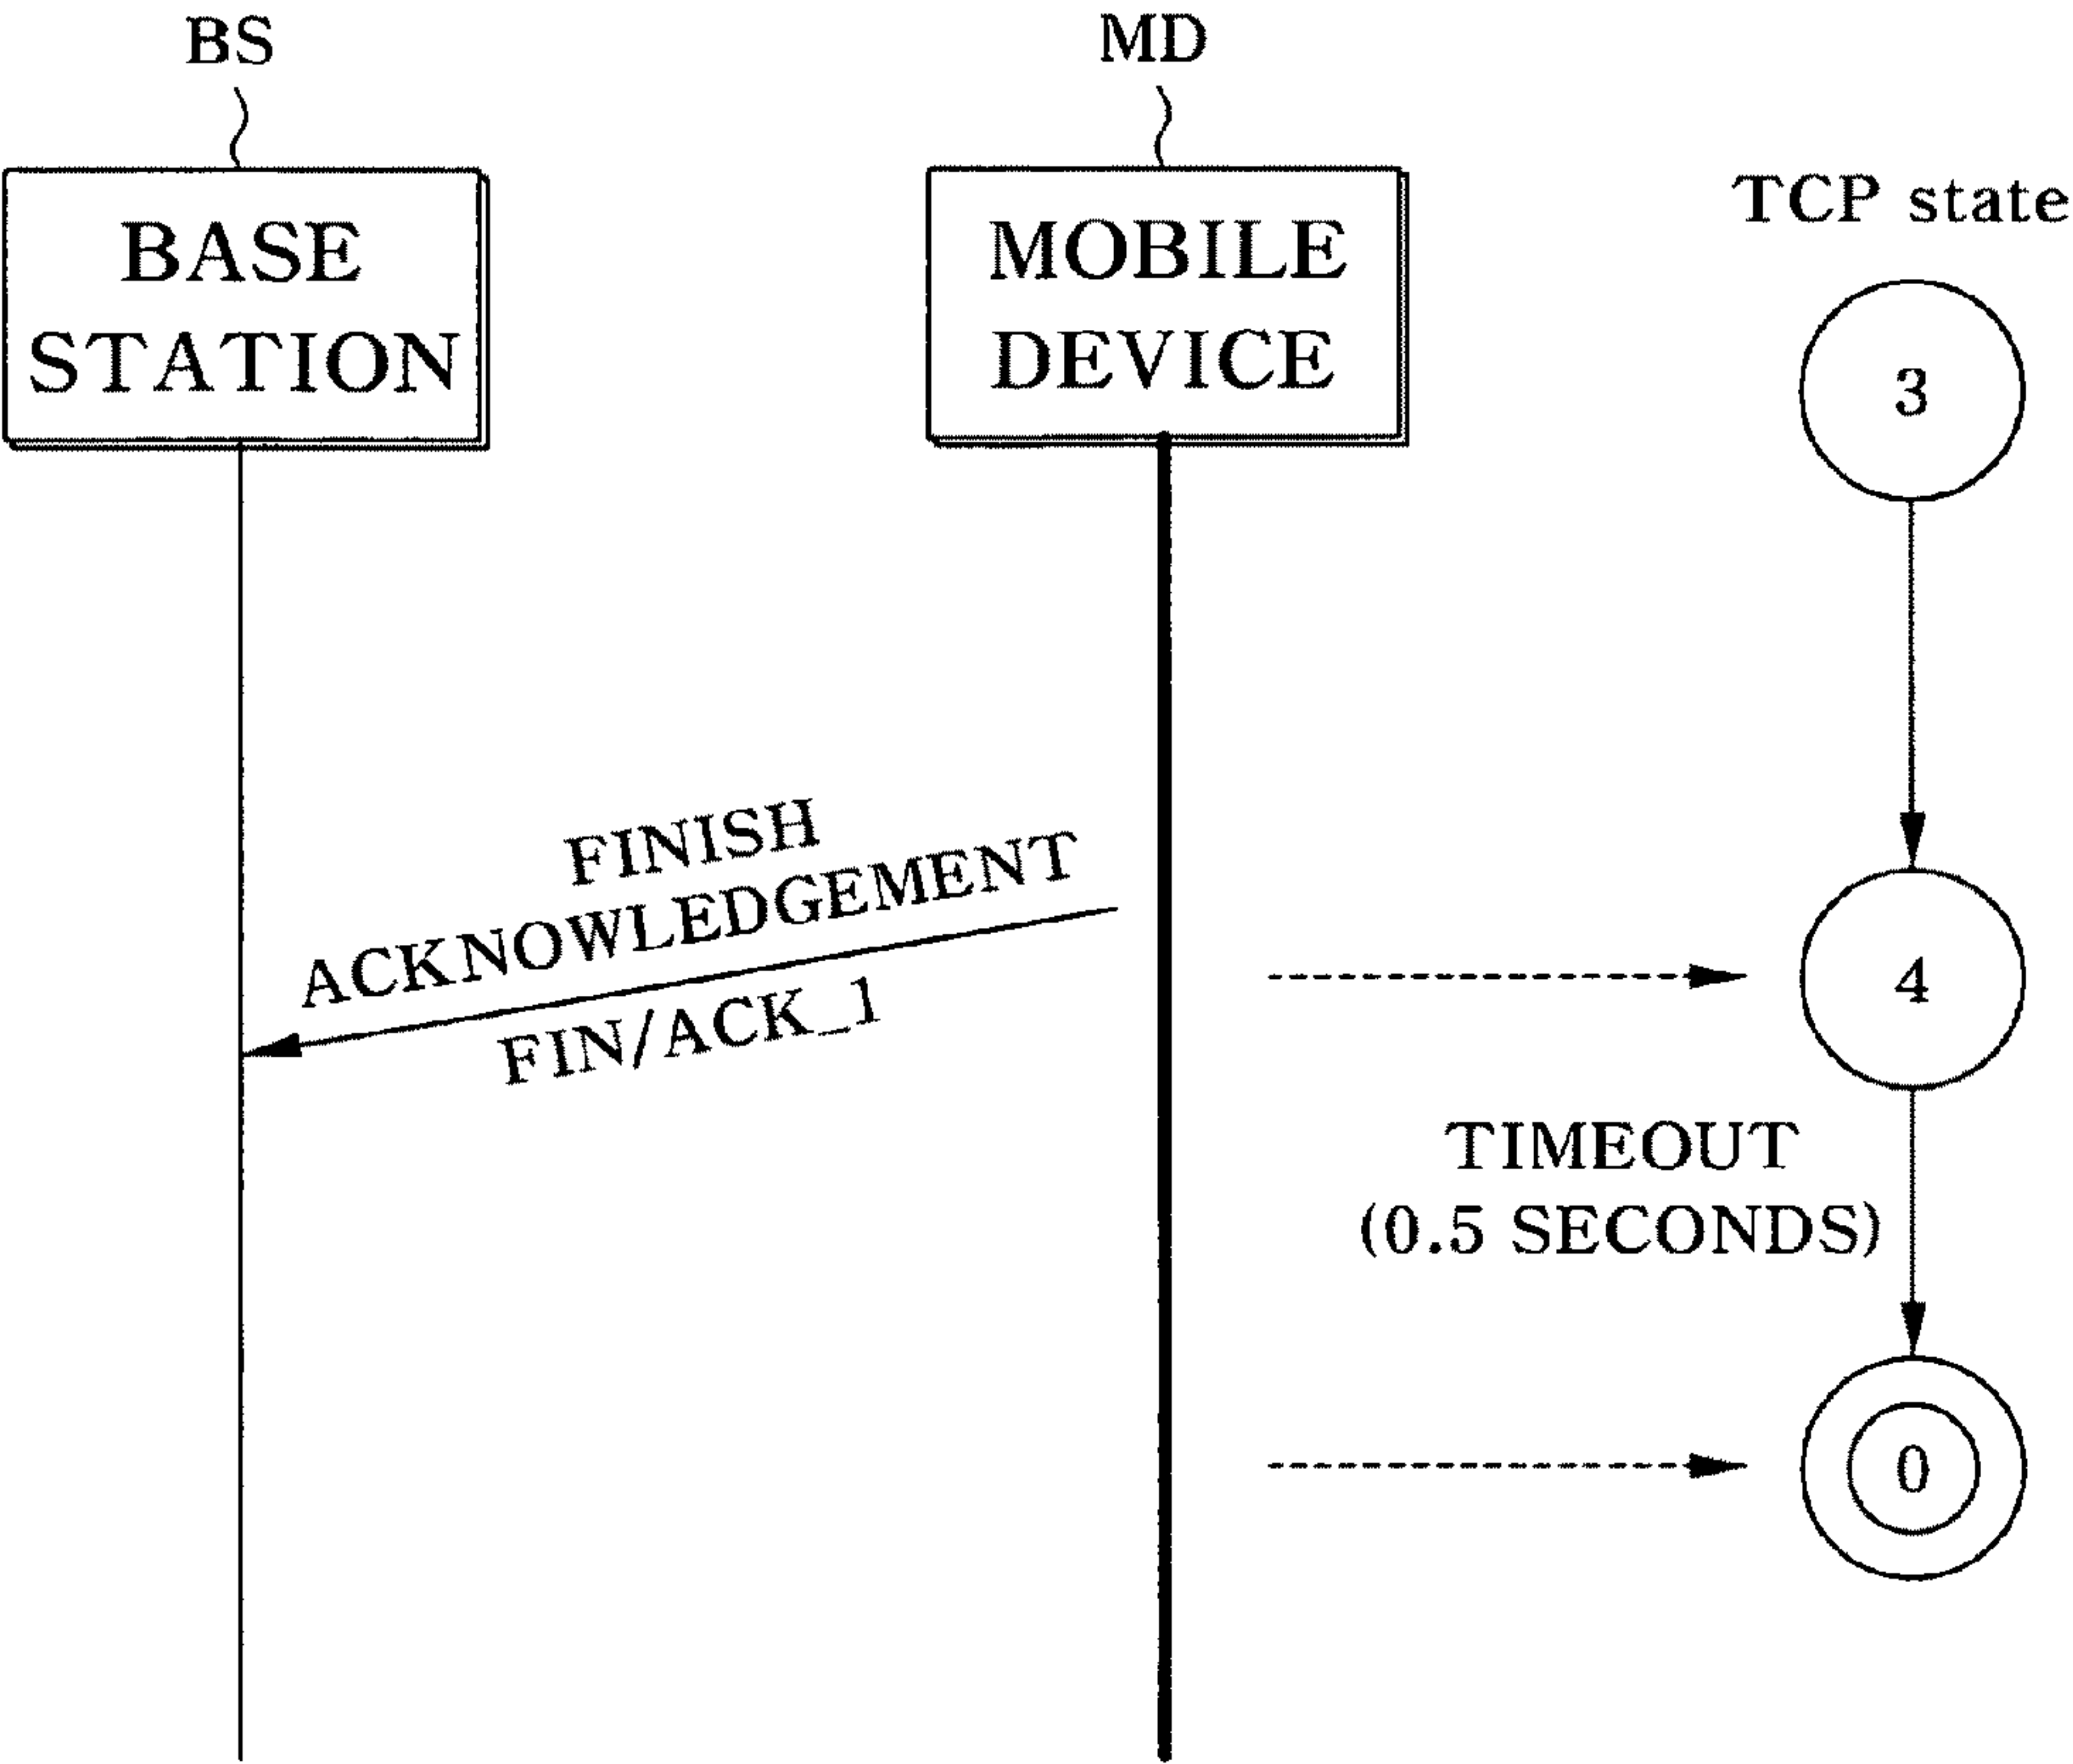 BS
MD
BASE
STATION
MOBILE
DEVICE
TCP state
3
FINISH
ACKNOWLEDGEMENT
FIN/ACK_1
4
TIMEOUT
(0.5 SECONDS)
0